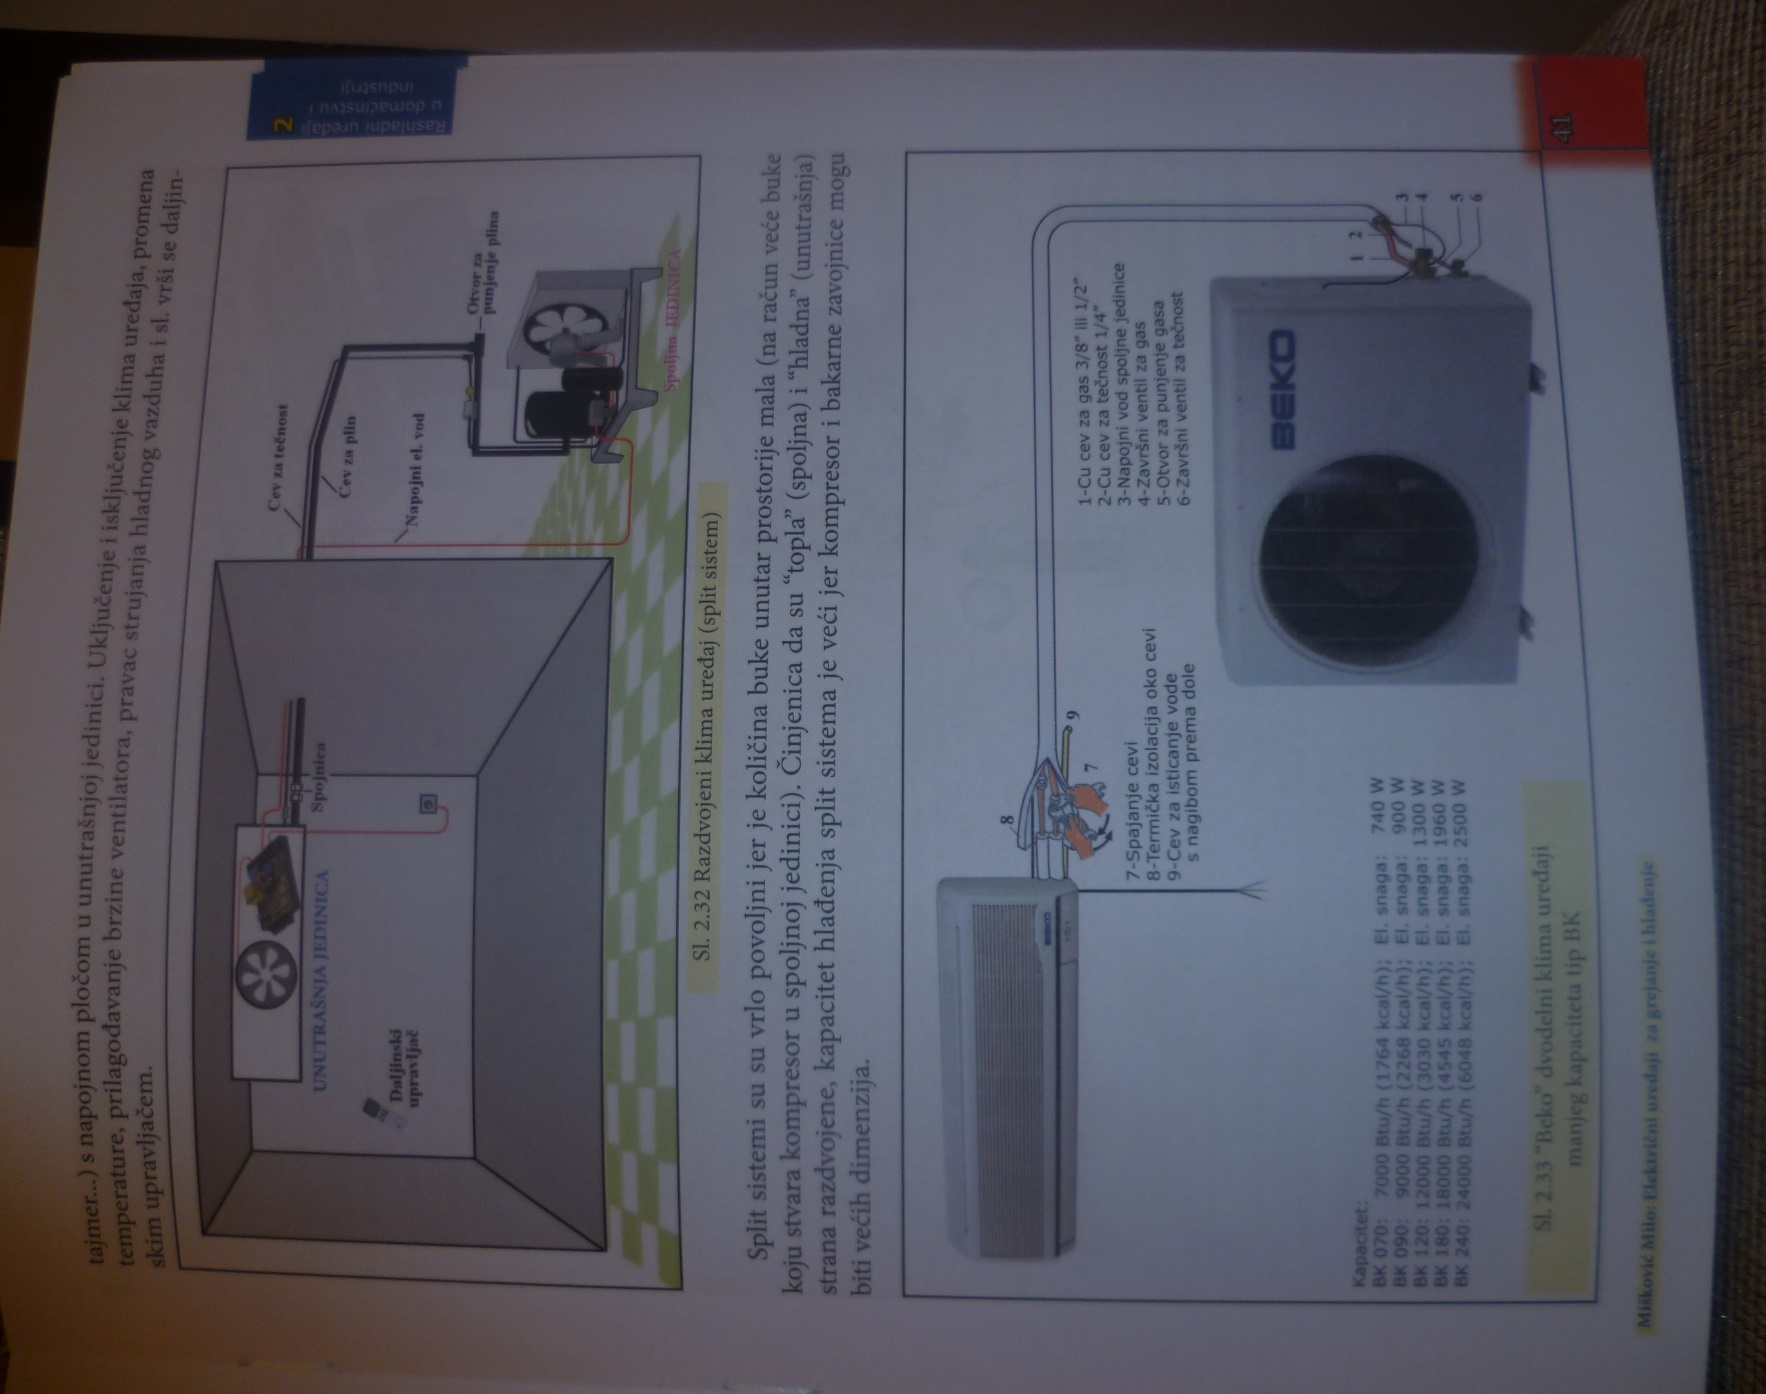 2
Rashladni uređaji
u domaćinstvu i
industriji
tajmer...) s napojnom pločom u unutrašnjoj jedinici. Uključenje i isključenje klima uređaja, promena
temperature, prilagođavanje brzine ventilatora, pravac strujanja hladnog vazduha i sl. vrši se daljin-
skim upravljačem.
Cev za tečnost
Cev za plin
Napojni el. vod
Otvor za
punjenje plina
Spojnica
UNUTRAŠNJA JEDINICA
Daljinski
upravljač
Spoljna JEDINICA
Sl. 2.32 Razdvojeni klima uređaj (split sistem)
Split sistemi su vrlo povoljni jer je količina buke unutar prostorije mala (na račun veće buke
koju stvara kompresor u spoljnoj jedinici). Činjenica da su “topla” (spoljna) i “hladna” (unutrašnja)
strana razdvojene, kapacitet hlađenja split sistema je veći jer kompresor i bakarne zavojnice mogu
biti većih dimenzija.
8
7
9
BEKO
1-Cu cev za gas 3/8” ili 1/2”
2-Cu cev za tečnost 1/4”
3-Napojni vod spoljne jedinice
4-Završni ventil za gas
5-Otvor za punjenje gasa
6-Završni ventil za tečnost
7-Spajanje cevi
8-Termička izolacija oko cevi
9-Cev za isticanje vode
s nagibom prema dole
BEKO
1
2
3
4
5
6
Kapacitet:
BK 070: 7000 Btu/h (1764 kcal/h); El. snaga: 740 W
BK 090: 9000 Btu/h (2268 kcal/h); El. snaga: 900 W
BK 120: 12000 Btu/h (3030 kcal/h); El. snaga: 1300 W
BK 180: 18000 Btu/h (4545 kcal/h); El. snaga: 1960 W
BK 240: 24000 Btu/h (6048 kcal/h); El. snaga: 2500 W
Sl. 2.33 “Beko” dvodelni klima uređaji
manjeg kapaciteta tip BK
Mišković Milo: Električni uređaji za grejanje i hlađenje
41